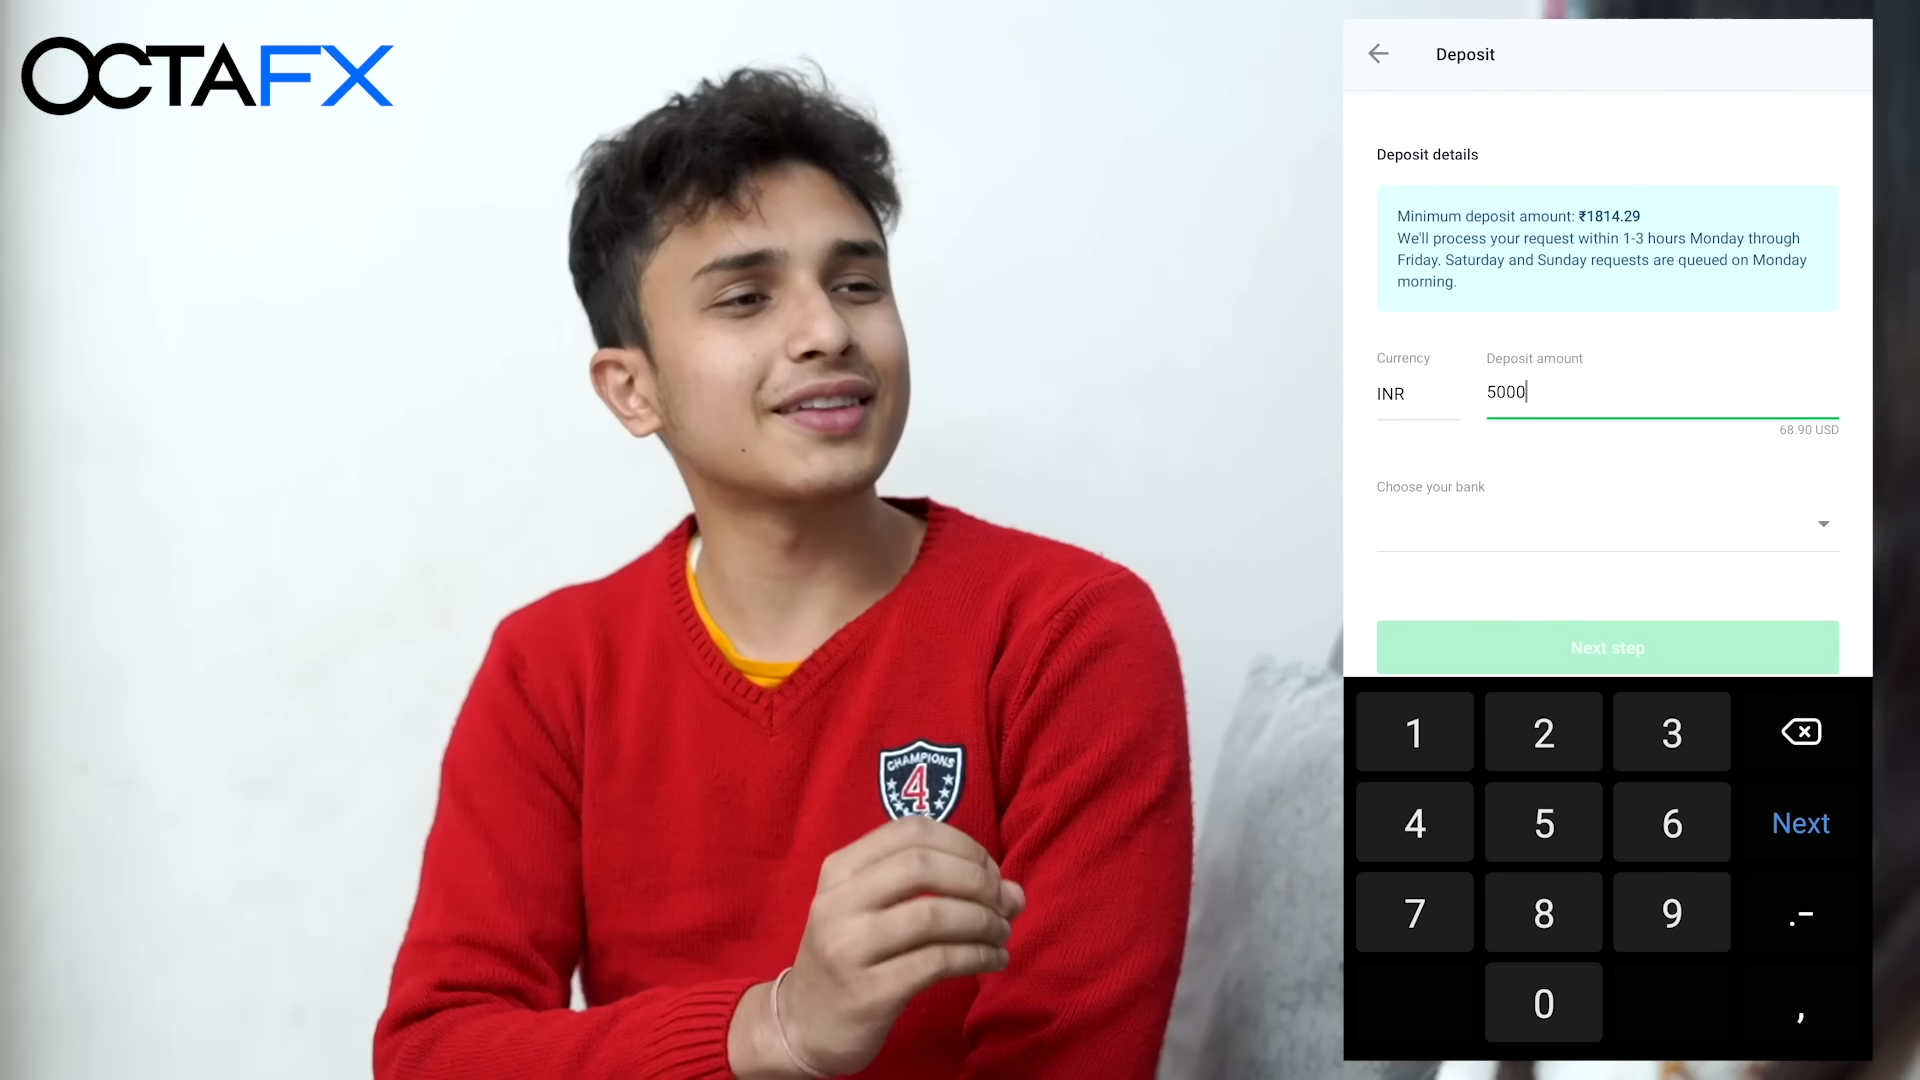 OCTAFX
Deposit
Deposit details
Minimum deposit amount: ₹1814.29
We'll process your request within 1-3 hours Monday through
Friday. Saturday and Sunday requests are queued on Monday
morning.
Currency
Deposit amount
INR
5000
68.90 USD
Choose your bank
Next step
CHAMPIONS
4
1 2 3
4 5 6 Next
7 8 9 .-
0 ,